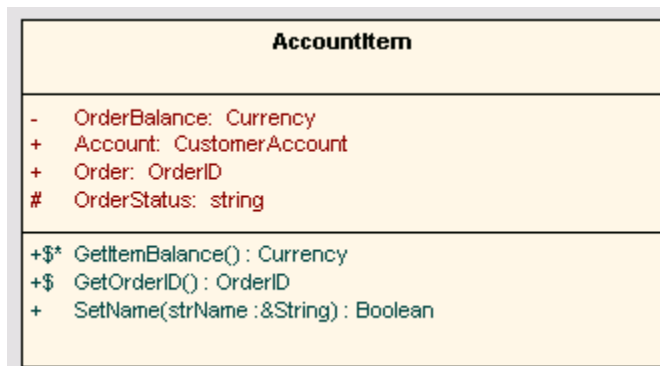 AccountItem
- OrderBalance: Currency
+ Account: CustomerAccount
+ Order: OrderID
# OrderStatus: string
+$* GetItemBalance() : Currency
+$ GetOrderID() : OrderID
+ SetName(strName :&String) : Boolean